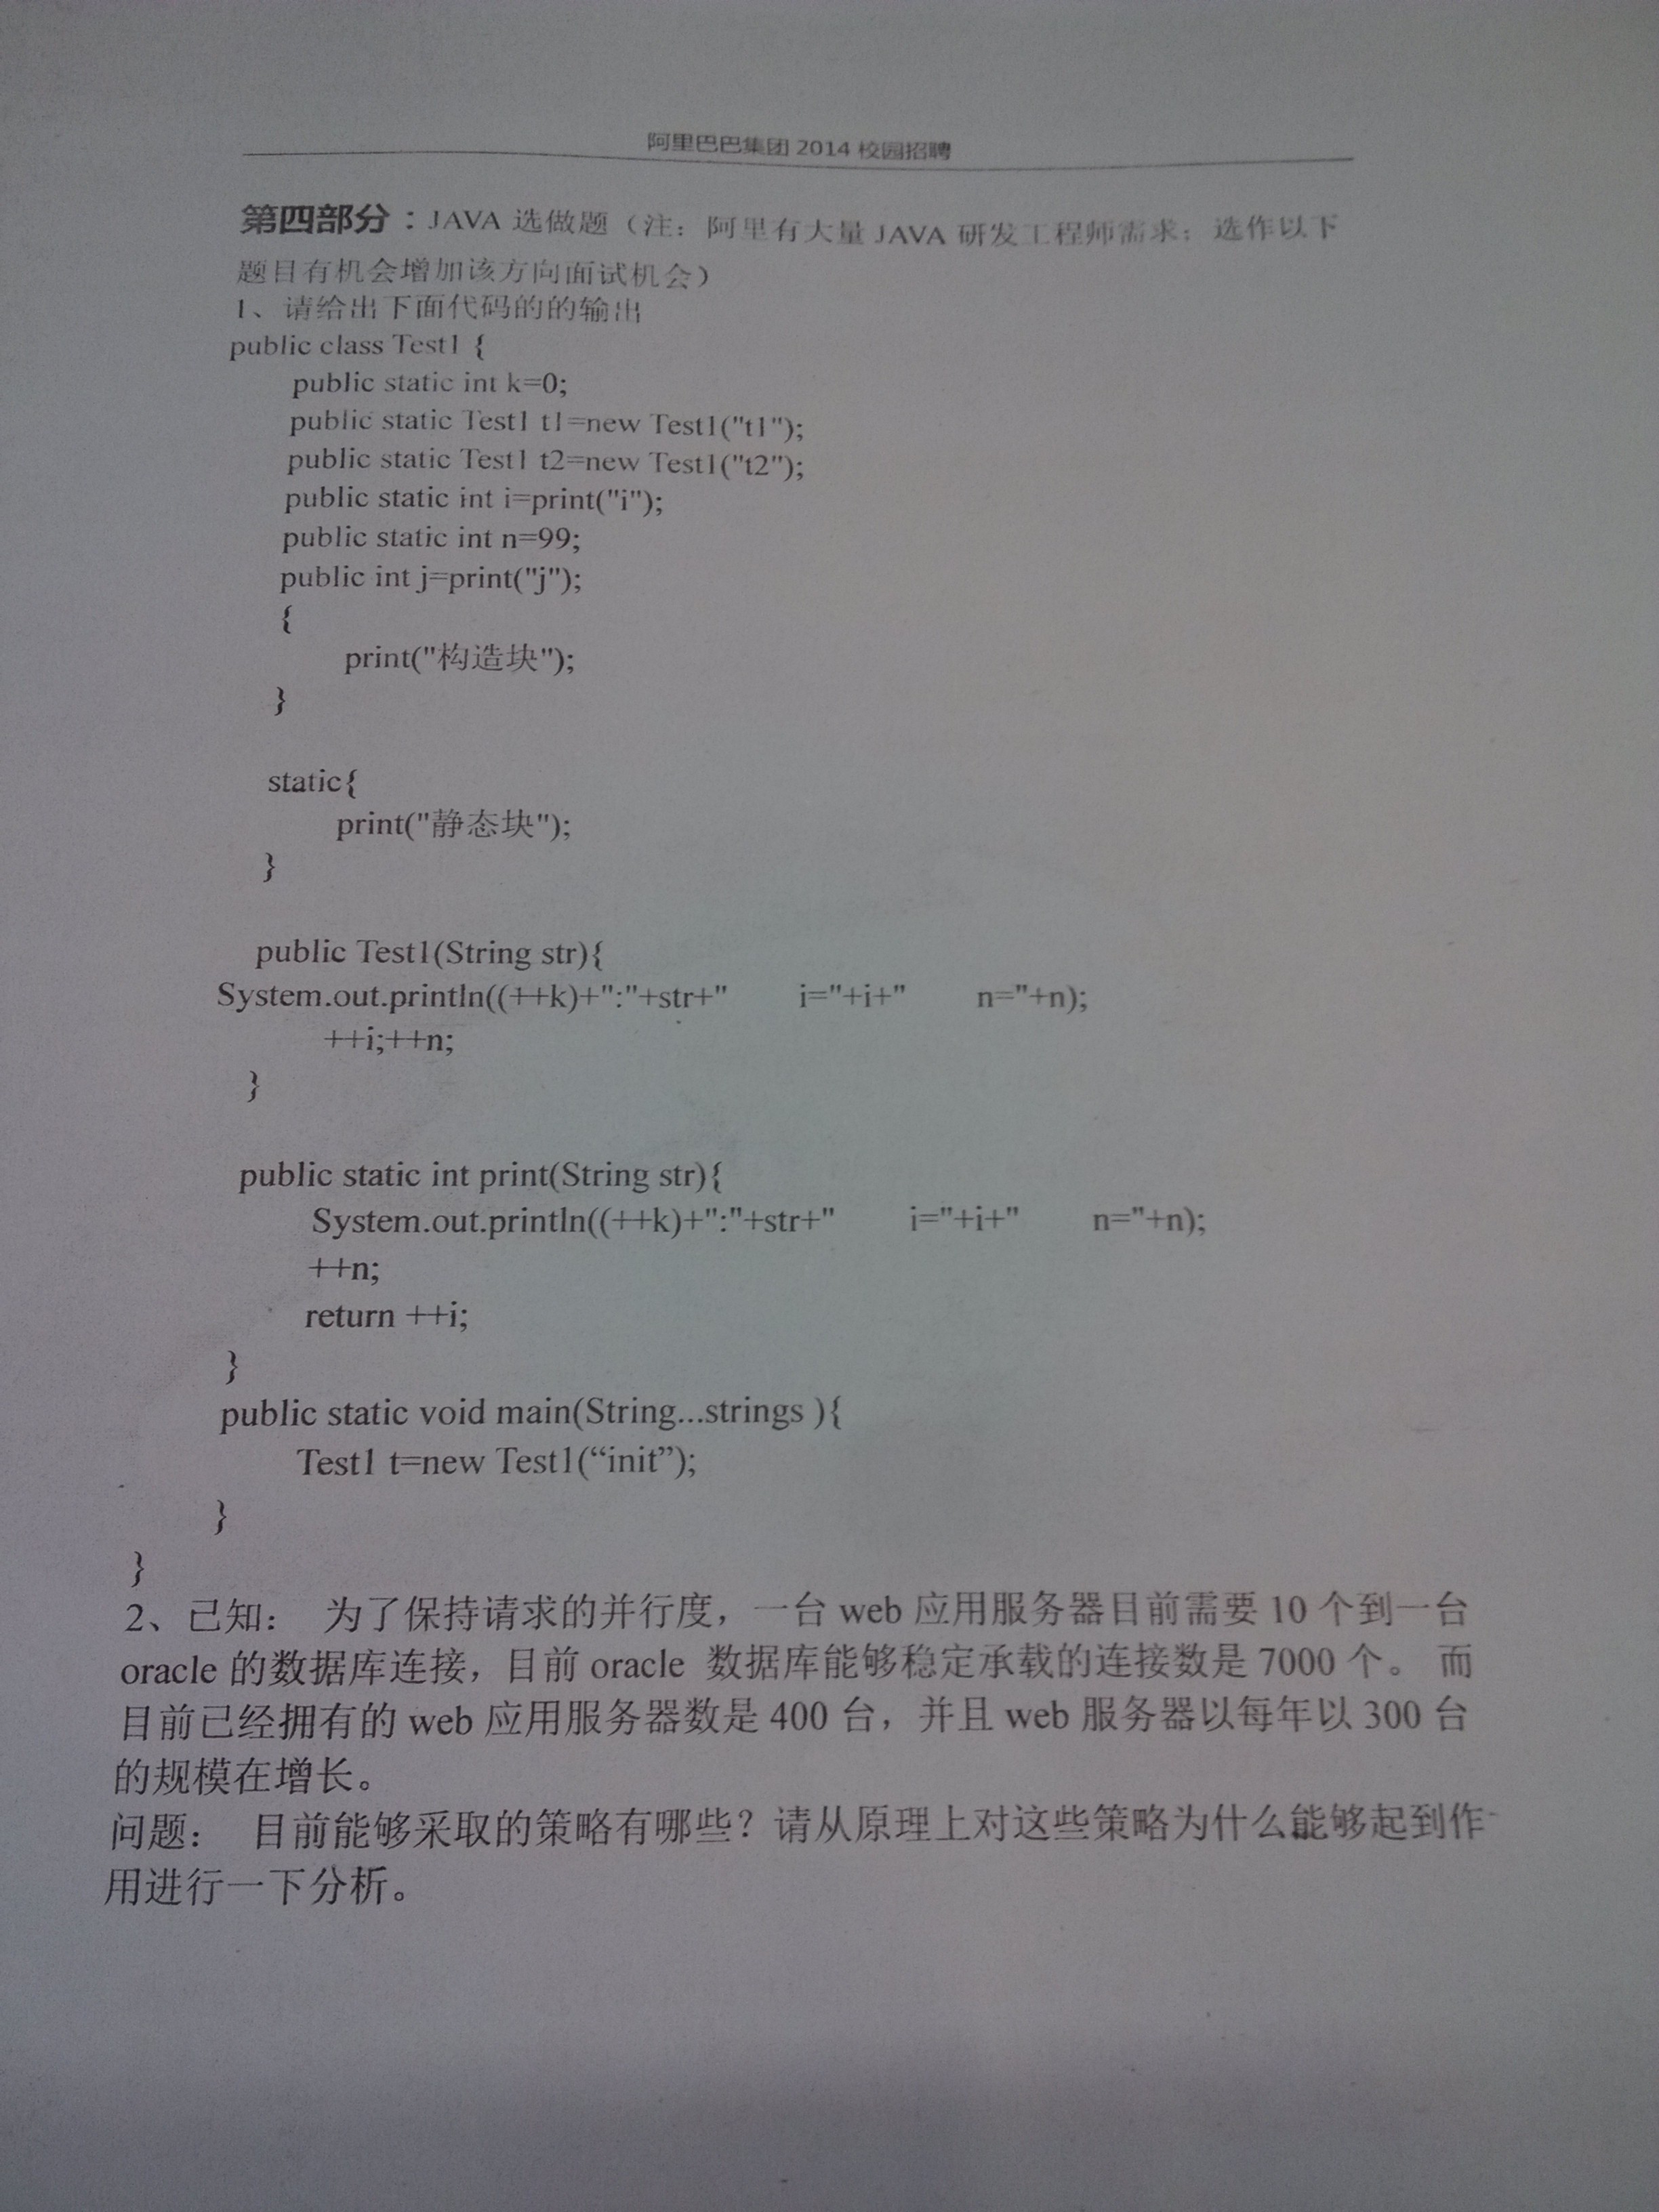 阿里巴巴集团 2014 校园招聘
第四部分：JAVA 选做题（注：阿里有大量 JAVA 研发工程师需求；选作以下
题目有机会增加该方向面试机会）
1、请给出下面代码的的输出
public class Test1 {
public static int k=0;
public static Test1 t1=new Test1("t1");
public static Test1 t2=new Test1("t2");
public static int i=print("i");
public static int n=99;
public int j=print("j");
{
print("构造块");
}
static{
print("静态块");
}
public Test1(String str){
System.out.println((++k)+":"+str+"    i="+i+"    n="+n);
++i;++n;
}
public static int print(String str){
System.out.println((++k)+":"+str+"    i="+i+"    n="+n);
++n;
return ++i;
}
public static void main(String...strings ){
Test1 t=new Test1(“init”);
}
}
2、已知： 为了保持请求的并行度，一台 web 应用服务器目前需要 10 个到一台
oracle 的数据库连接，目前 oracle 数据库能够稳定承载的连接数是 7000 个。 而
目前已经拥有的 web 应用服务器数是 400 台，并且 web 服务器以每年以 300 台
的规模在增长。
问题： 目前能够采取的策略有哪些？请从原理上对这些策略为什么能够起到作
用进行一下分析。